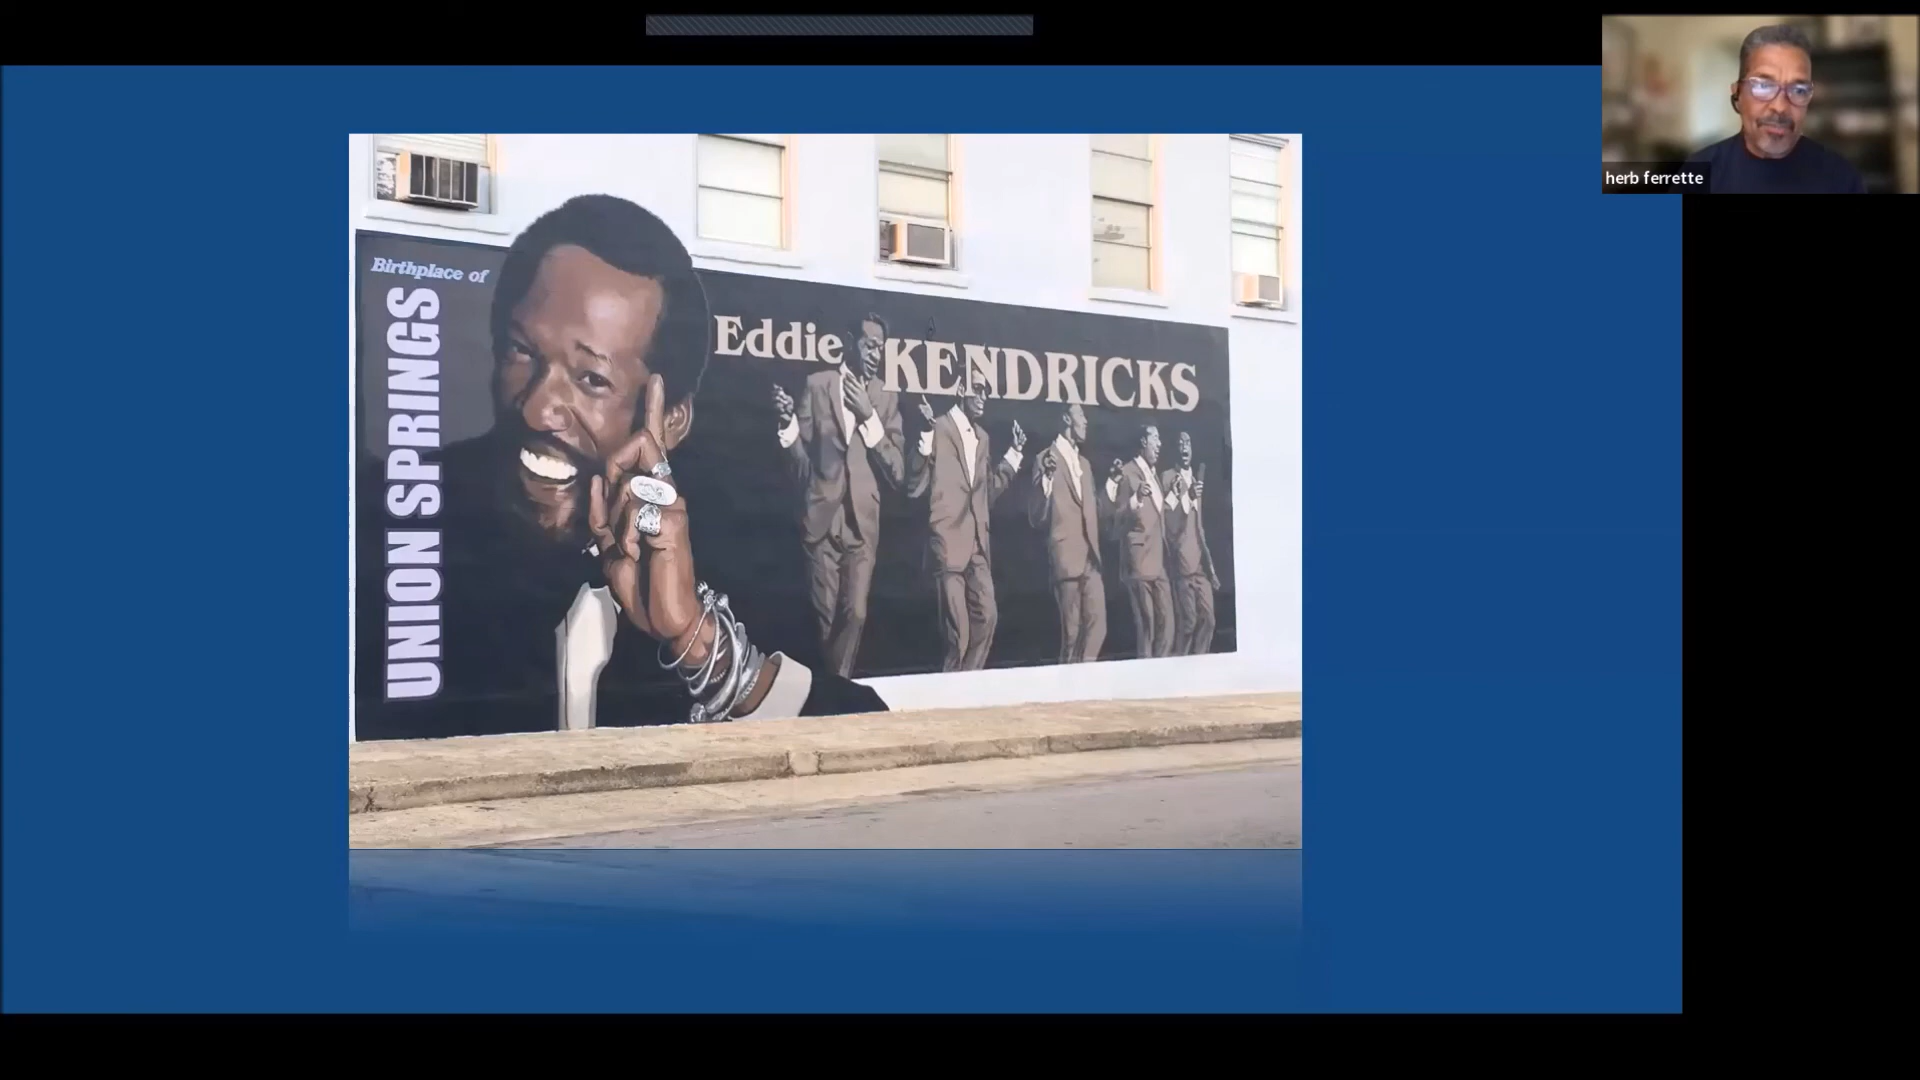 herb ferrette
Birthplace of
UNION SPRINGS
Eddie KENDRICKS